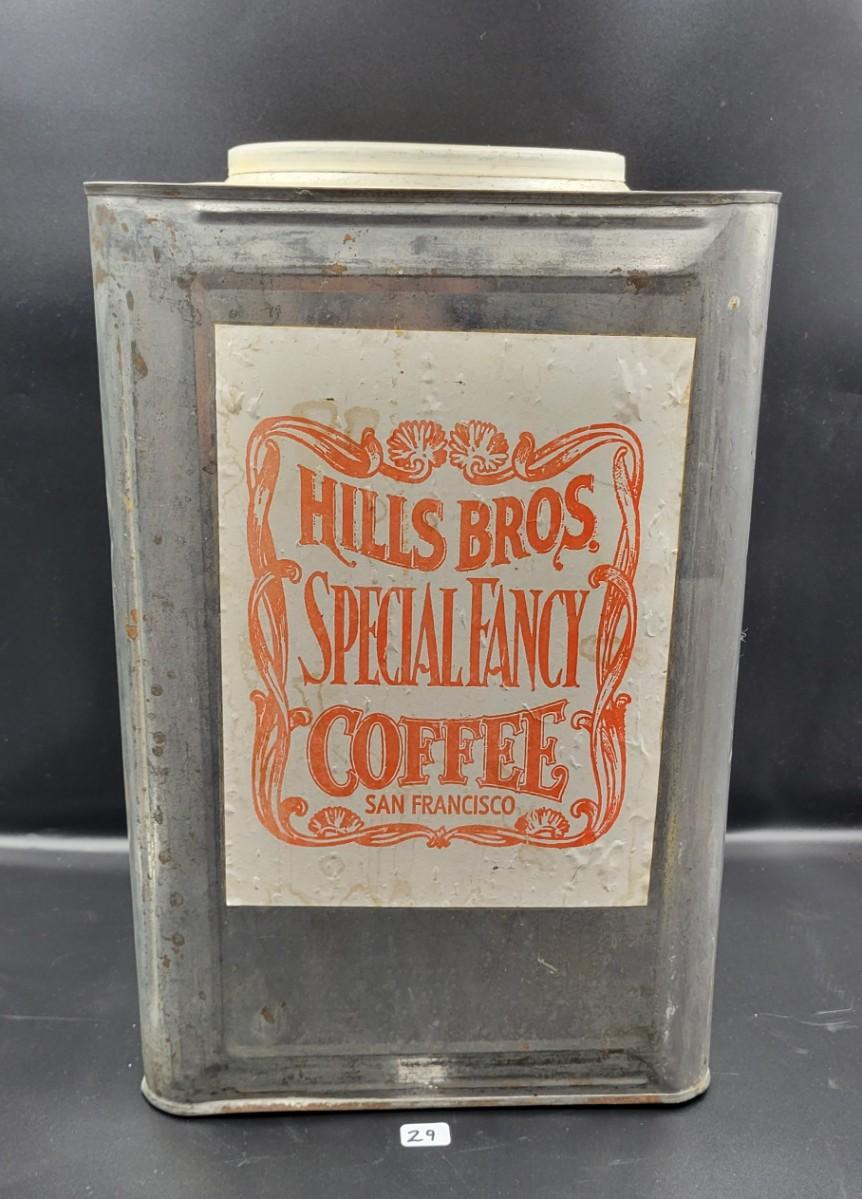 HILLS BROS.
SPECIAL FANCY
COFFEE
SAN FRANCISCO
29